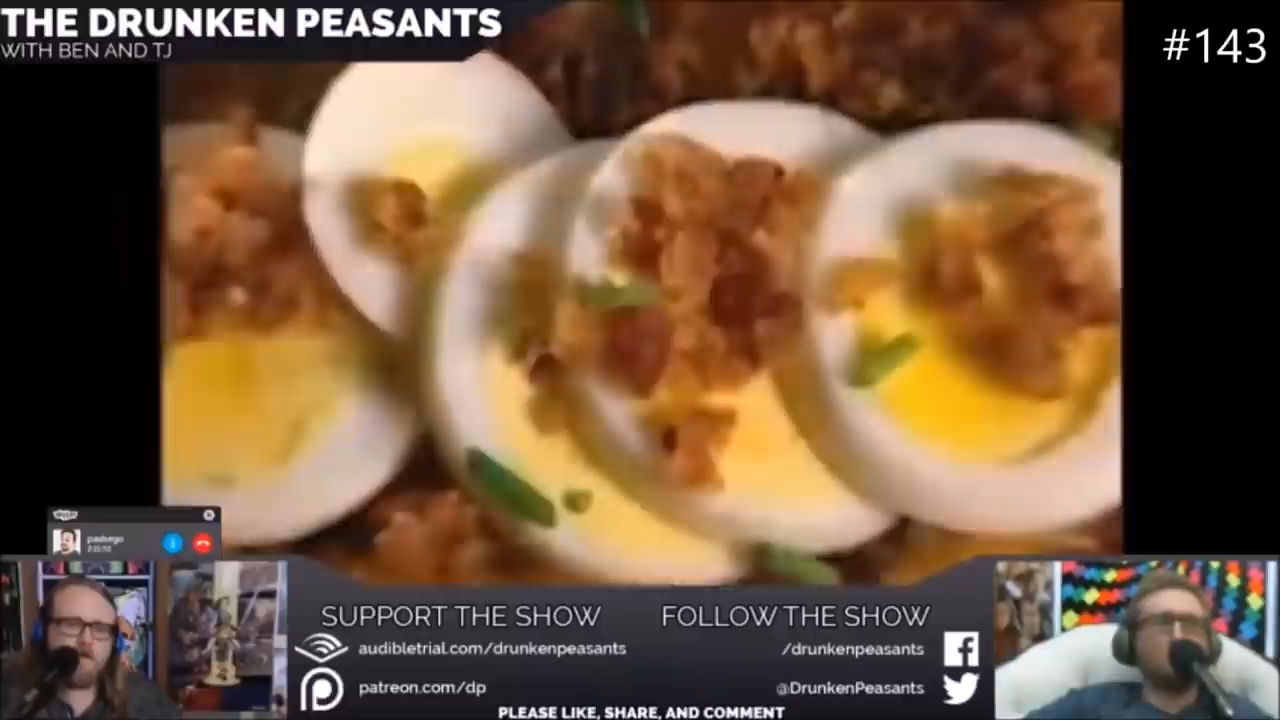 THE DRUNKEN PEASANTS
WITH BEN AND TJ
#143
SUPPORT THE SHOW
audibletrial.com/drunkenpeasants
patreon.com/dp
FOLLOW THE SHOW
/drunkenpeasants
@DrunkenPeasants
PLEASE LIKE, SHARE, AND COMMENT